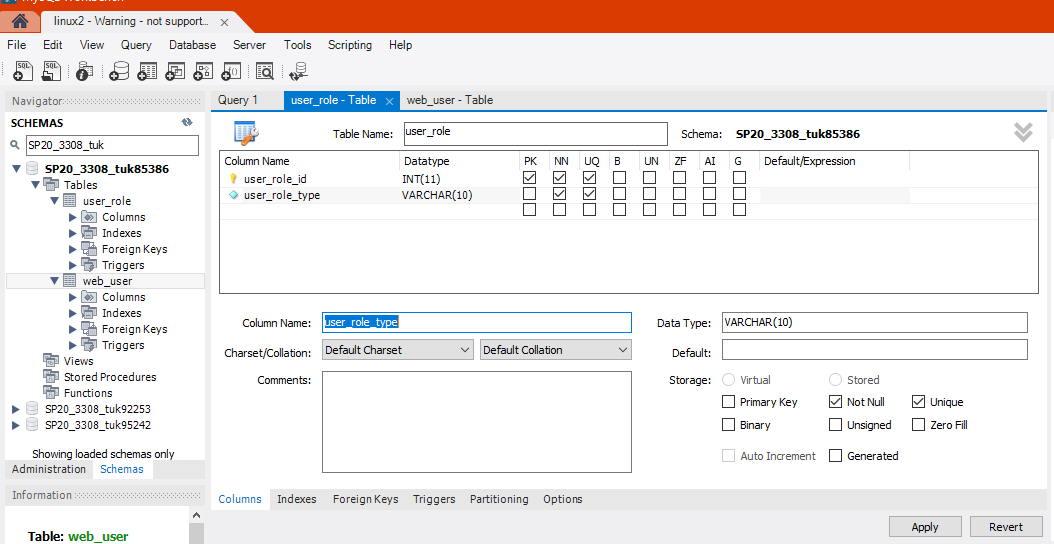 MySQL Workbench
linux2 - Warning - not support... ×
File Edit View Query Database Server Tools Scripting Help
Navigator
SCHEMAS
SP20_3308_tuk
SP20_3308_tuk85386
Tables
user_role
Columns
Indexes
Foreign Keys
Triggers
web_user
Columns
Indexes
Foreign Keys
Triggers
Views
Stored Procedures
Functions
SP20_3308_tuk92253
SP20_3308_tuk95242
Showing loaded schemas only
Administration Schemas
Information
Table: web_user
Query 1 user_role - Table × web_user - Table
Table Name: user_role Schema: SP20_3308_tuk85386
Column Name Datatype PK NN UQ B UN ZF AI G Default/Expression
user_role_id INT(11)
user_role_type VARCHAR(10)
Column Name: user_role_type Data Type: VARCHAR(10)
Charset/Collation: Default Charset Default Collation Default:
Comments: Storage: Virtual Stored
Primary Key Not Null Unique
Binary Unsigned Zero Fill
Auto Increment Generated
Columns Indexes Foreign Keys Triggers Partitioning Options
Apply Revert